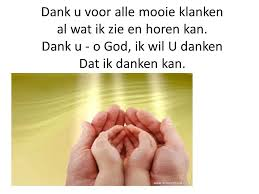 Dank u voor alle mooie klanken
al wat ik zie en horen kan.
Dank u - o God, ik wil U danken
Dat ik danken kan.